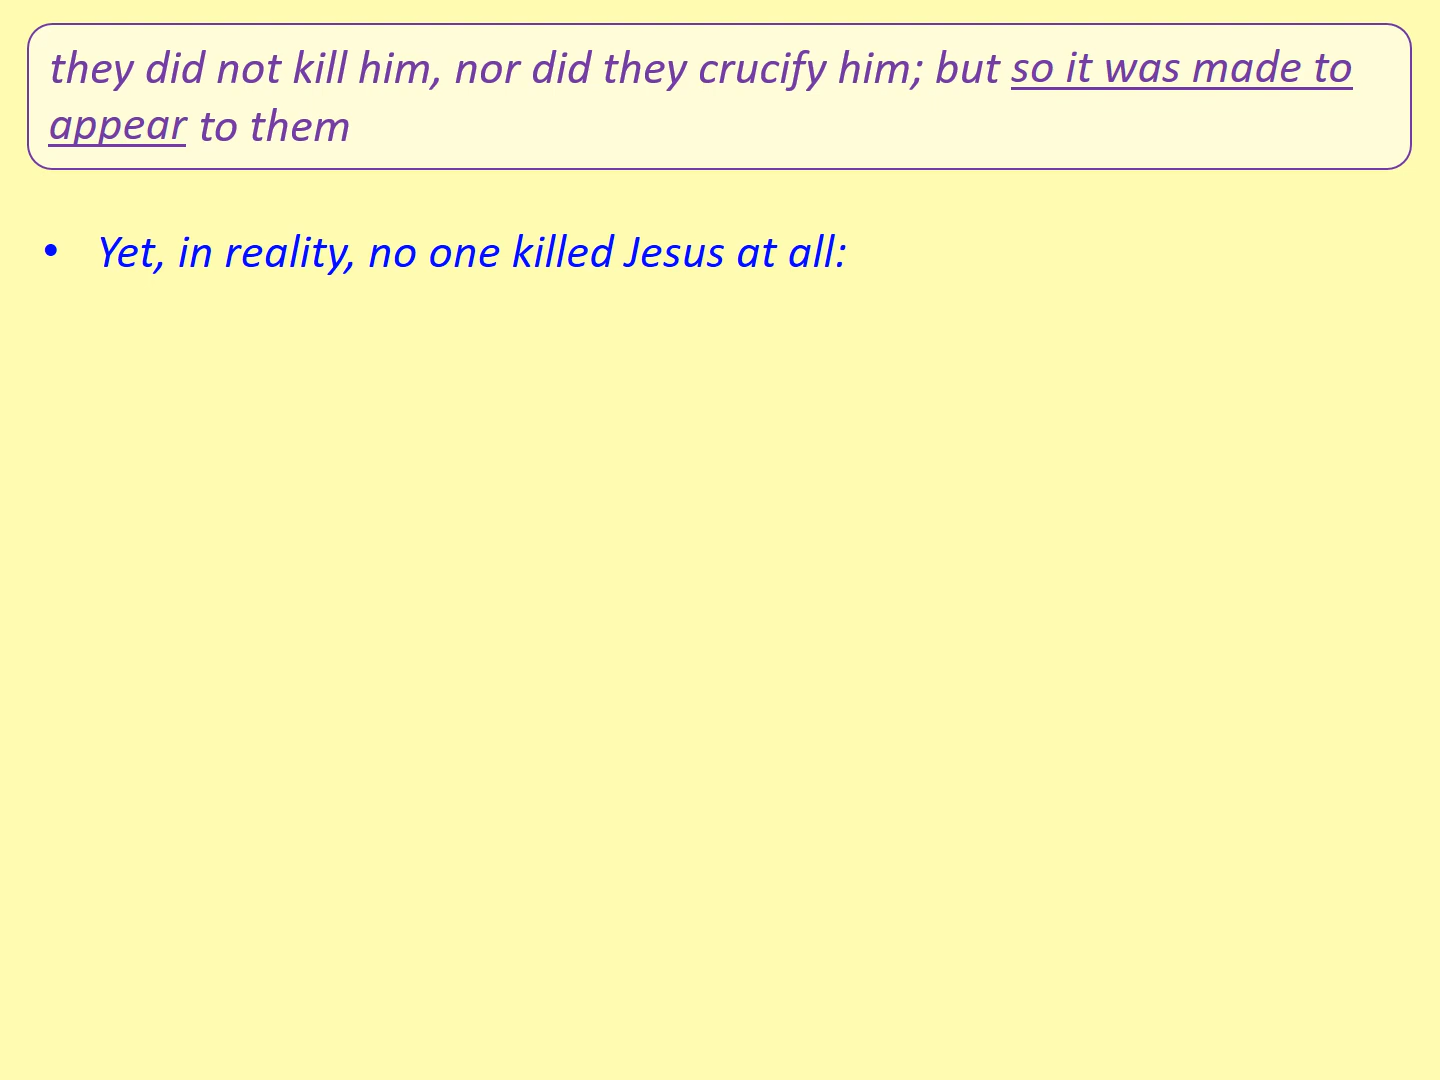 they did not kill him, nor did they crucify him; but so it was made to
appear to them
• Yet, in reality, no one killed Jesus at all: